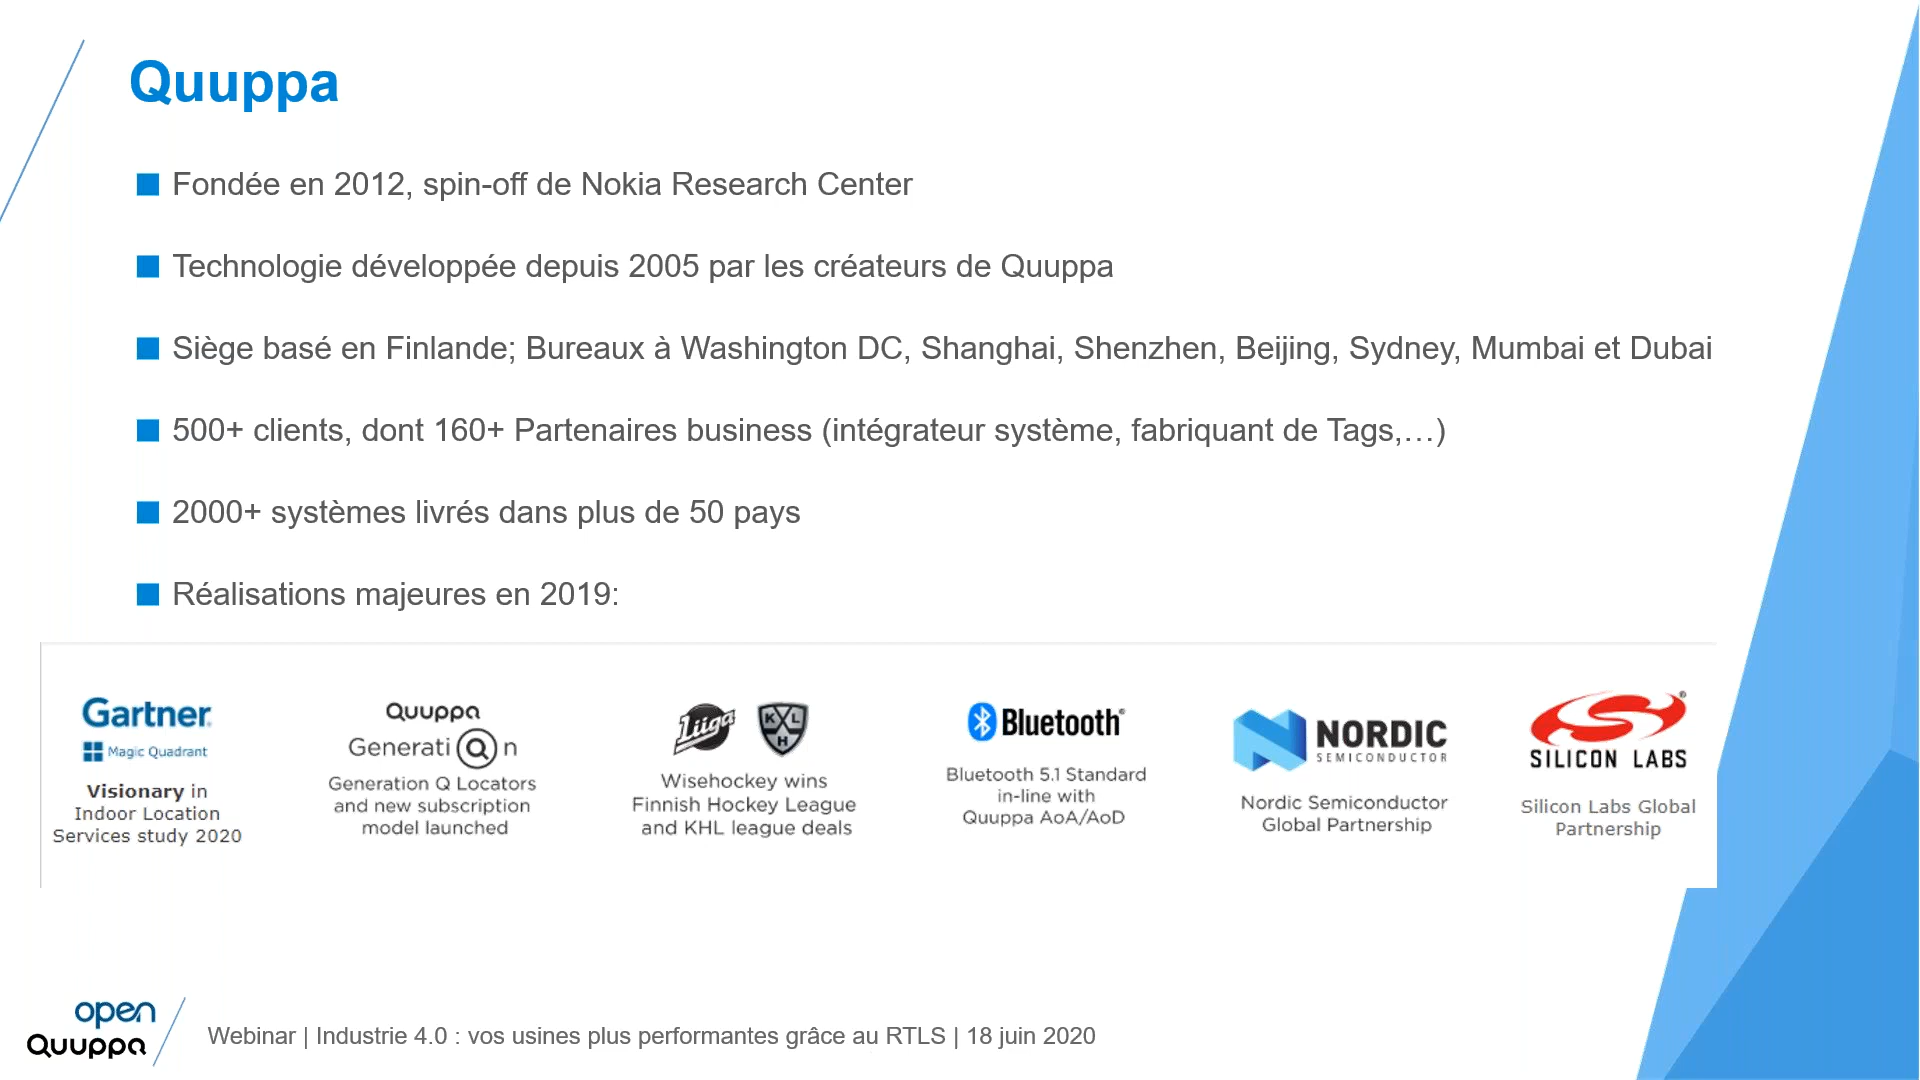 Quuppa
Fondée en 2012, spin-off de Nokia Research Center
Technologie développée depuis 2005 par les créateurs de Quuppa
Siège basé en Finlande; Bureaux à Washington DC, Shanghai, Shenzhen, Beijing, Sydney, Mumbai et Dubai
500+ clients, dont 160+ Partenaires business (intégrateur système, fabriquant de Tags,…)
2000+ systèmes livrés dans plus de 50 pays
Réalisations majeures en 2019:
Gartner
Magic Quadrant
Visionary in
Indoor Location
Services study 2020
Quuppa
GeneratiQn
Generation Q Locators
and new subscription
model launched
Liiga
KHL
Wisehockey wins
Finnish Hockey League
and KHL league deals
Bluetooth®
Bluetooth 5.1 Standard
in-line with
Quuppa AoA/AoD
NORDIC
SEMICONDUCTOR
Nordic Semiconductor
Global Partnership
SILICON LABS®
Silicon Labs Global
Partnership
open
Quuppa
Webinar | Industrie 4.0 : vos usines plus performantes grâce au RTLS | 18 juin 2020